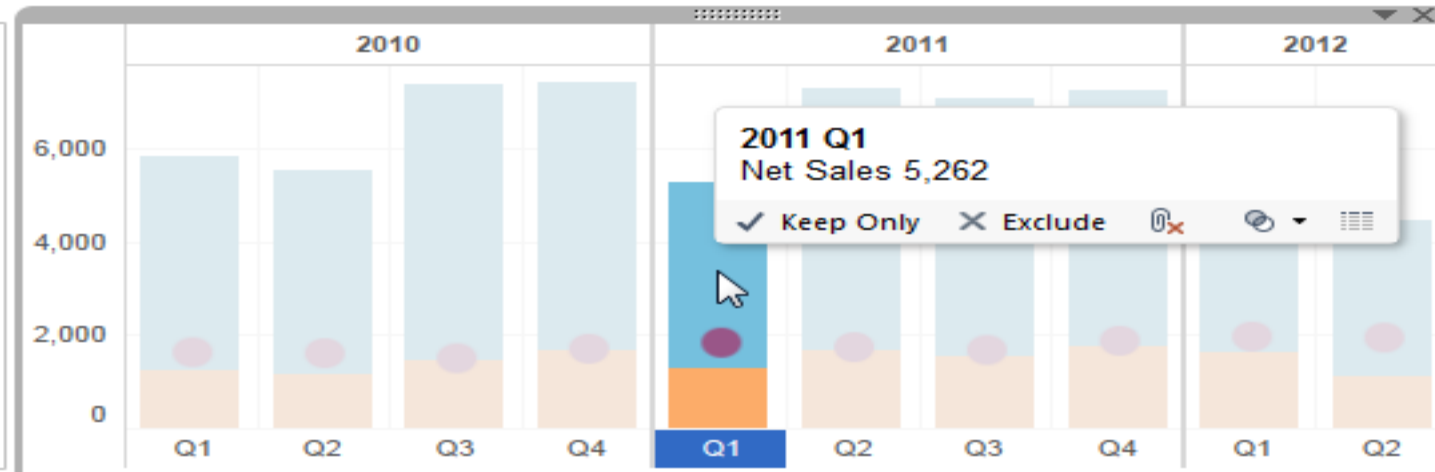 2010 2011 2012
2011 Q1
6,000
Net Sales 5,262
Keep Only Exclude
4,000
2,000
0
Q1 Q2 Q3 Q4 Q1 Q2 Q3 Q4 Q1 Q2